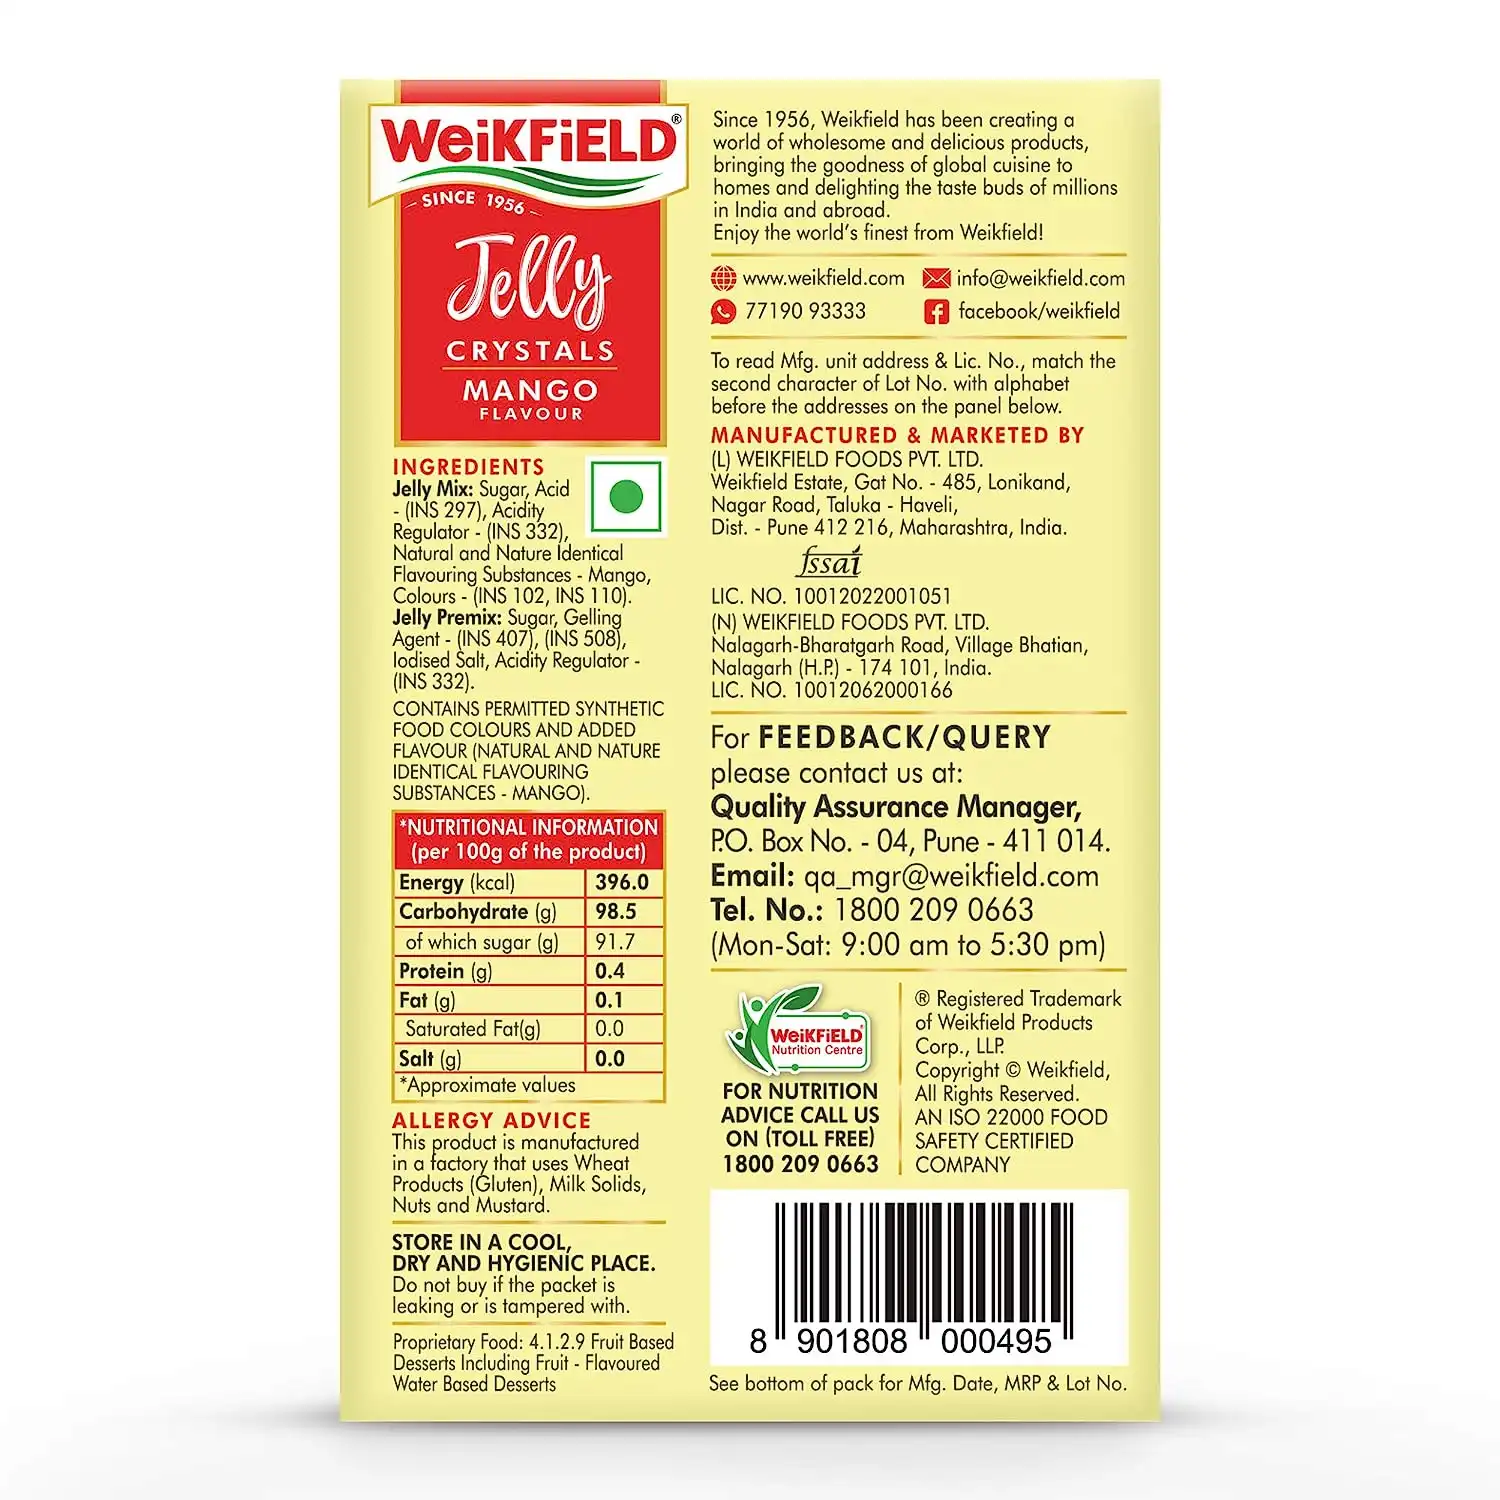 WeiKFiELD®
SINCE 1956
Jelly
CRYSTALS
MANGO
FLAVOUR
INGREDIENTS
Jelly Mix: Sugar, Acid
- (INS 297), Acidity
Regulator - (INS 332),
Natural and Nature Identical
Flavouring Substances - Mango,
Colours - (INS 102, INS 110).
Jelly Premix: Sugar, Gelling
Agent - (INS 407), (INS 508),
Iodised Salt, Acidity Regulator -
(INS 332).
CONTAINS PERMITTED SYNTHETIC
FOOD COLOURS AND ADDED
FLAVOUR (NATURAL AND NATURE
IDENTICAL FLAVOURING
SUBSTANCES - MANGO).
*NUTRITIONAL INFORMATION
(per 100g of the product)
Energy (kcal) 396.0
Carbohydrate (g) 98.5
of which sugar (g) 91.7
Protein (g) 0.4
Fat (g) 0.1
Saturated Fat(g) 0.0
Salt (g) 0.0
*Approximate values
ALLERGY ADVICE
This product is manufactured
in a factory that uses Wheat
Products (Gluten), Milk Solids,
Nuts and Mustard.
STORE IN A COOL,
DRY AND HYGIENIC PLACE.
Do not buy if the packet is
leaking or is tampered with.
Proprietary Food: 4.1.2.9 Fruit Based
Desserts Including Fruit - Flavoured
Water Based Desserts
Since 1956, Weikfield has been creating a
world of wholesome and delicious products,
bringing the goodness of global cuisine to
homes and delighting the taste buds of millions
in India and abroad.
Enjoy the world's finest from Weikfield!
www.weikfield.com info@weikfield.com
77190 93333 facebook/weikfield
To read Mfg. unit address & Lic. No., match the
second character of Lot No. with alphabet
before the addresses on the panel below.
MANUFACTURED & MARKETED BY
(L) WEIKFIELD FOODS PVT. LTD.
Weikfield Estate, Gat No. - 485, Lonikand,
Nagar Road, Taluka - Haveli,
Dist. - Pune 412 216, Maharashtra, India.
fssai
LIC. NO. 10012022001051
(N) WEIKFIELD FOODS PVT. LTD.
Nalagarh-Bharatgarh Road, Village Bhatian,
Nalagarh (H.P.) - 174 101, India.
LIC. NO. 10012062000166
For FEEDBACK/QUERY
please contact us at:
Quality Assurance Manager,
P.O. Box No. - 04, Pune - 411 014.
Email: qa_mgr@weikfield.com
Tel. No.: 1800 209 0663
(Mon-Sat: 9:00 am to 5:30 pm)
WEiKFiELD®
Nutrition Centre
FOR NUTRITION
ADVICE CALL US
ON (TOLL FREE)
1800 209 0663
® Registered Trademark
of Weikfield Products
Corp., LLP.
Copyright © Weikfield,
All Rights Reserved.
AN ISO 22000 FOOD
SAFETY CERTIFIED
COMPANY
8 901808 000495
See bottom of pack for Mfg. Date, MRP & Lot No.